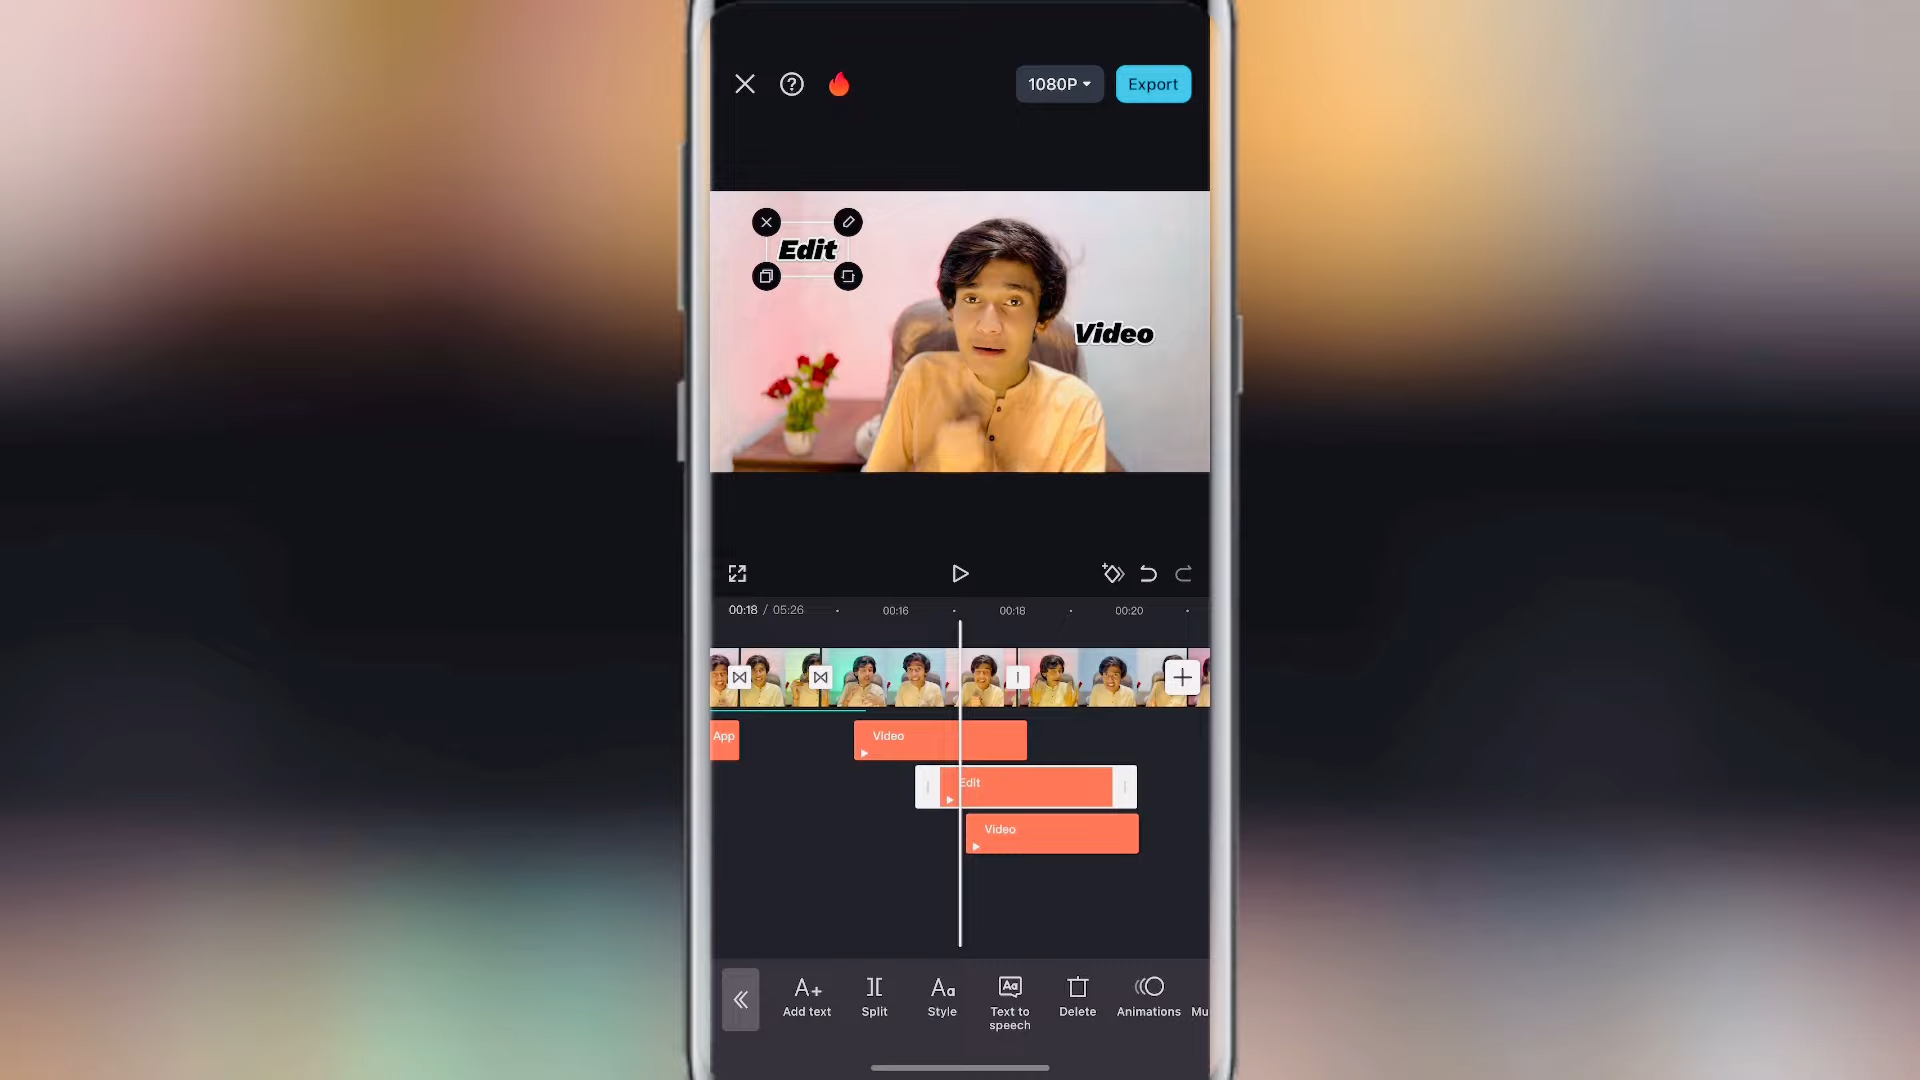 1080P
Export
Edit
Video
00:18 / 05:26
00:16
00:18
00:20
App
Video
Edit
Video
Add text
Split
Style
Text to
speech
Delete
Animations
Mu